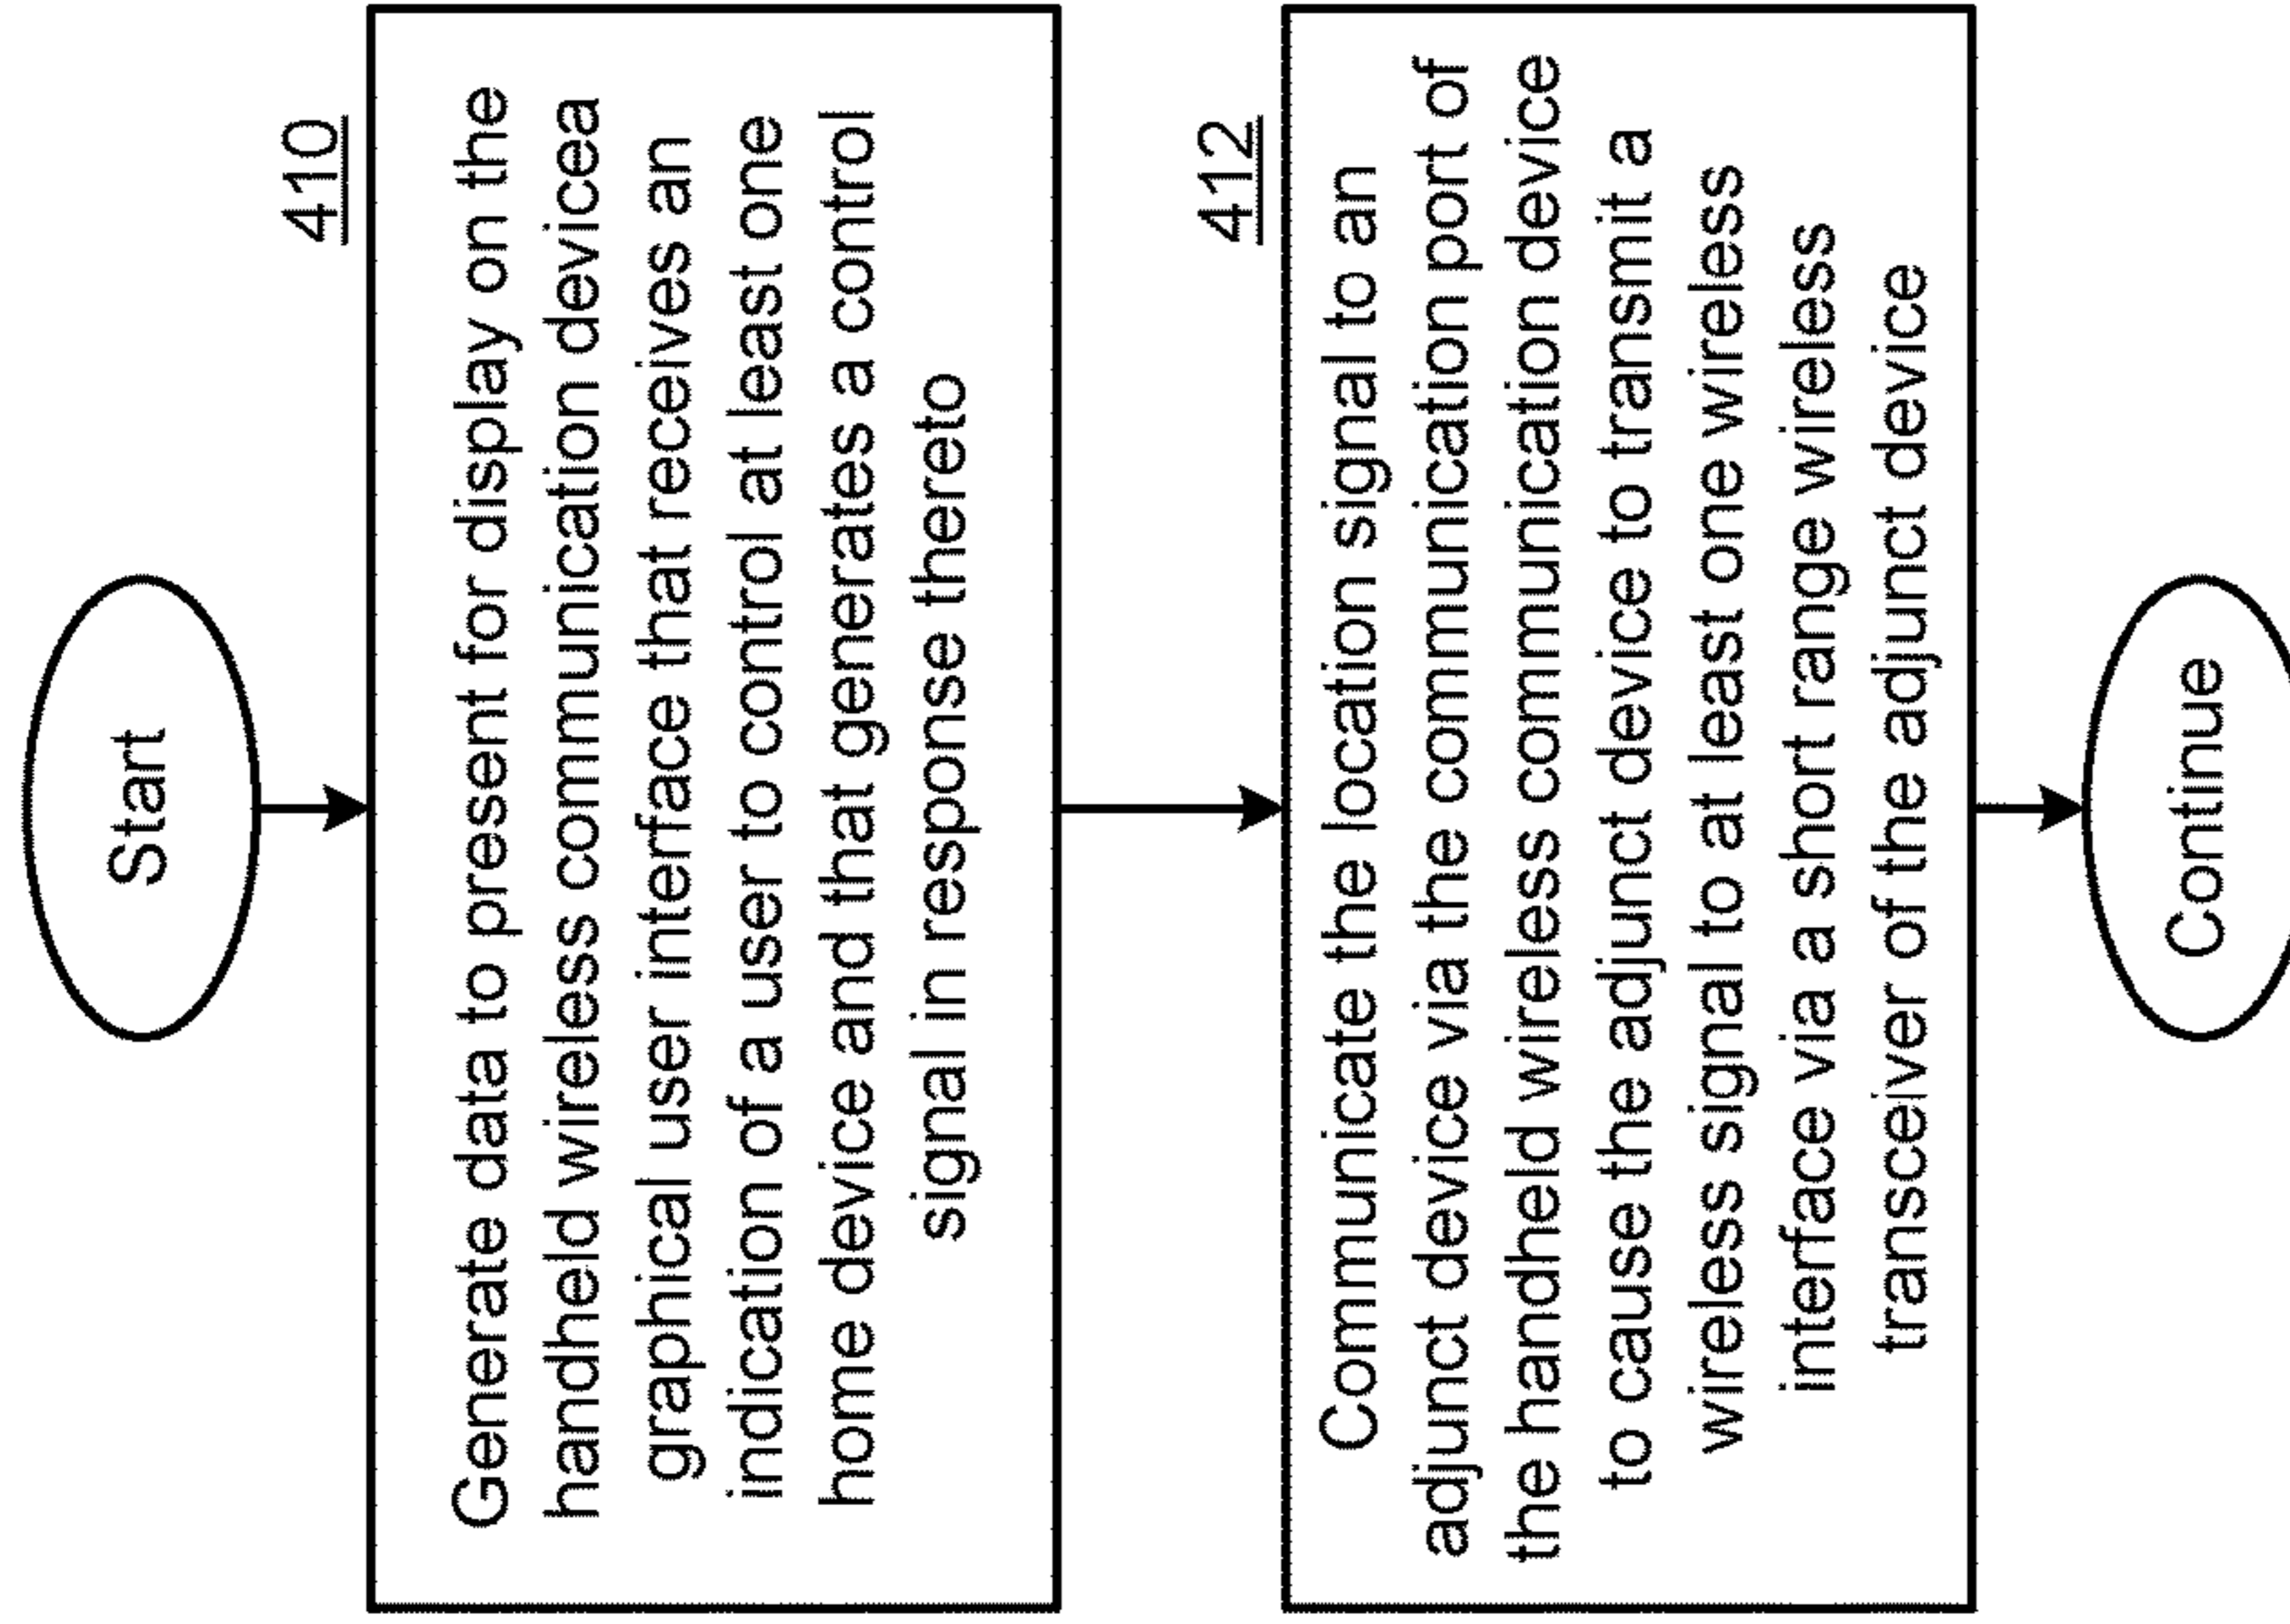 Start
410
Generate data to present for display on the
handheld wireless communication devicea
graphical user interface that receives an
indication of a user to control at least one
home device and that generates a control
signal in response thereto
412
Communicate the location signal to an
adjunct device via the communication port of
the handheld wireless communication device
to cause the adjunct device to transmit a
wireless signal to at least one wireless
interface via a short range wireless
transceiver of the adjunct device
Continue